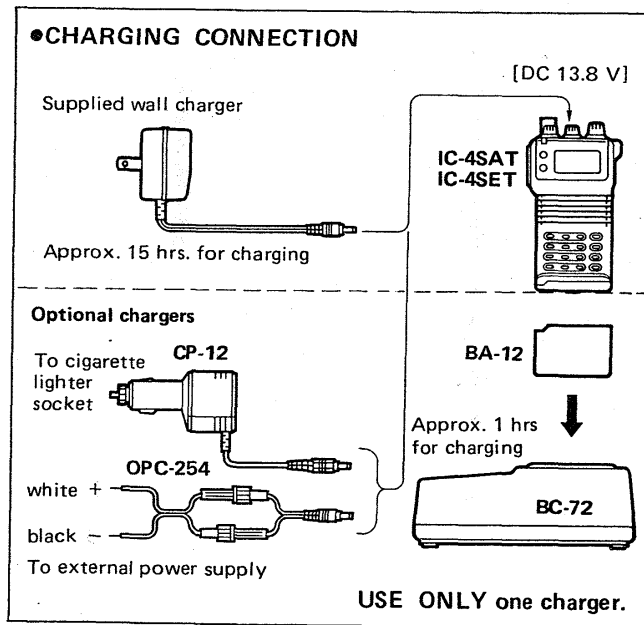 ●CHARGING CONNECTION
[DC 13.8 V]
Supplied wall charger
IC-4SAT
IC-4SET
Approx. 15 hrs. for charging
Optional chargers
CP-12
To cigarette
lighter
socket
BA-12
Approx. 1 hrs
for charging
OPC-254
white +
black −
BC-72
To external power supply
USE ONLY one charger.